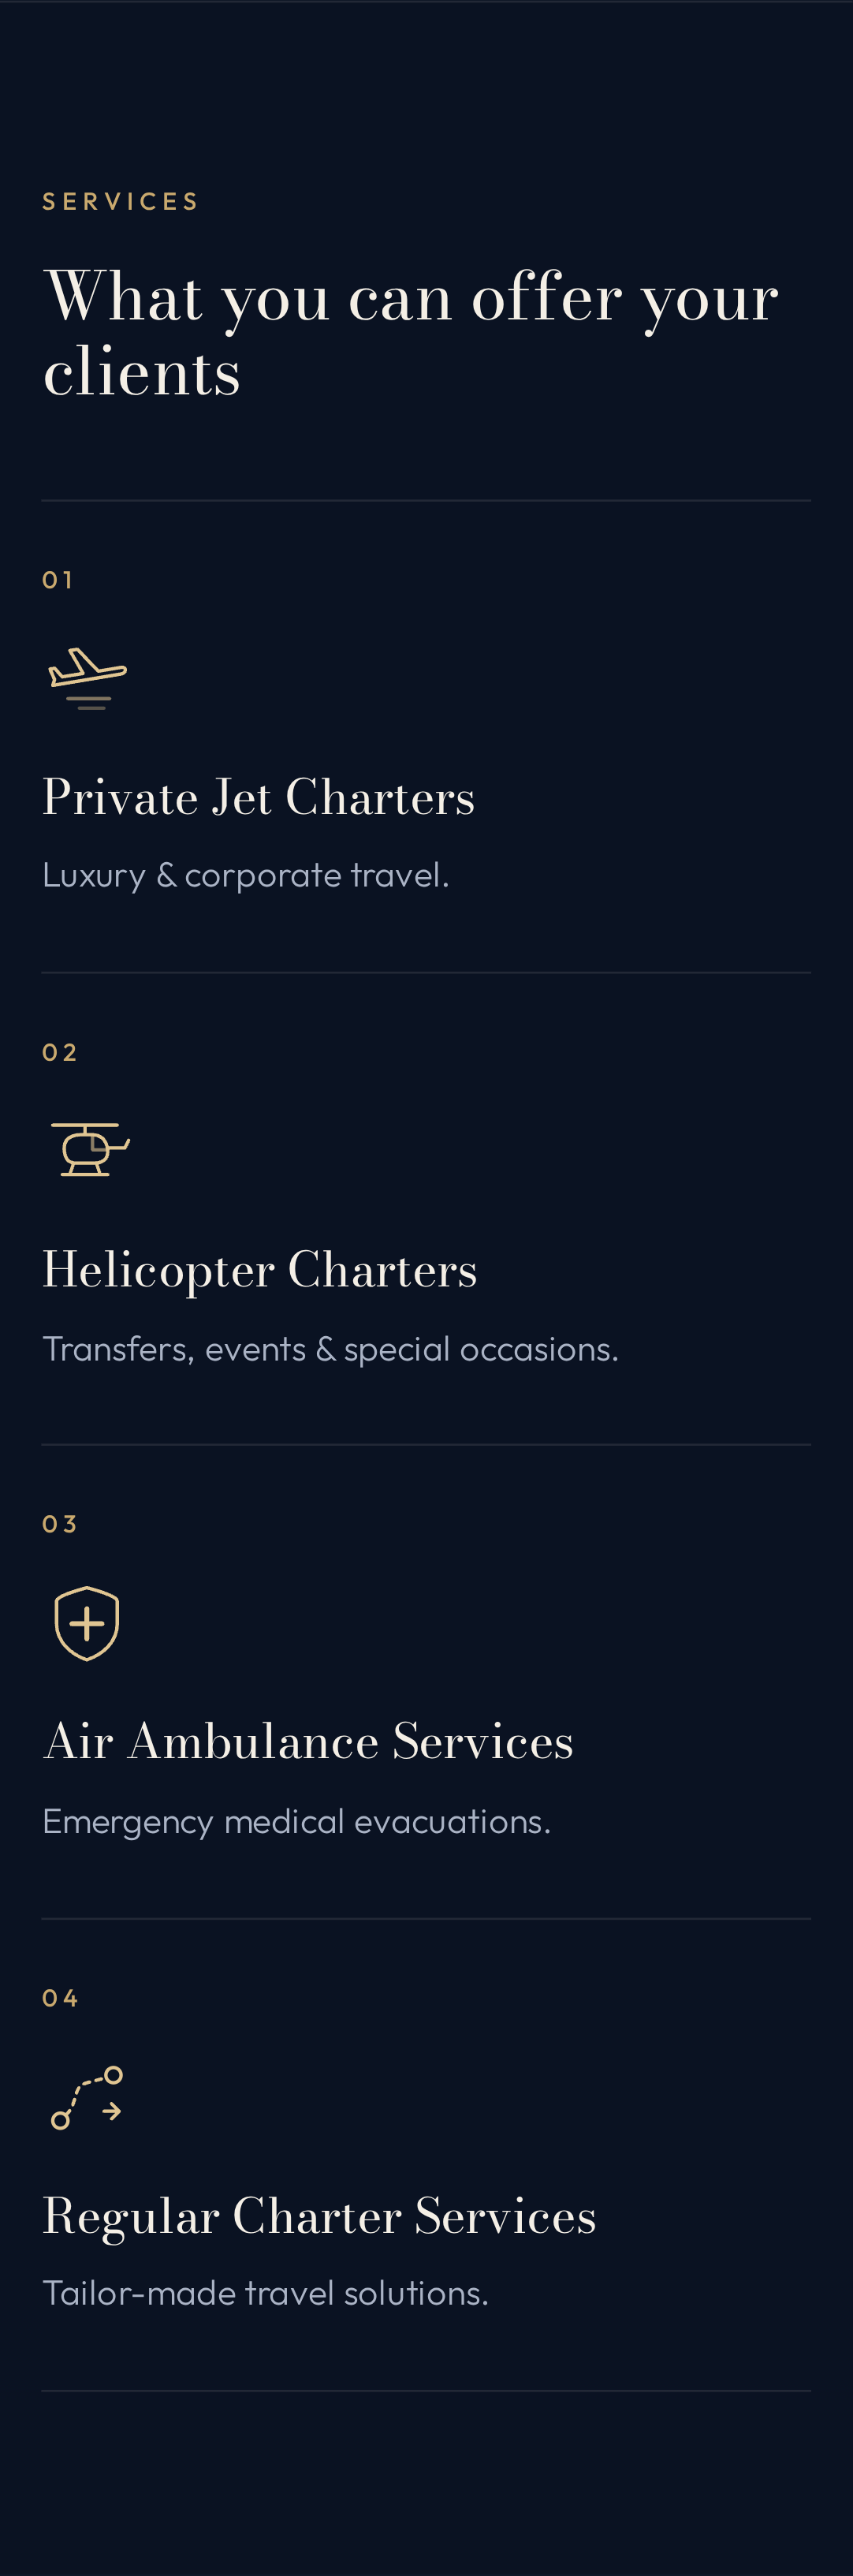 SERVICES
What you can offer your
clients
01
Private Jet Charters
Luxury & corporate travel.
02
Helicopter Charters
Transfers, events & special occasions.
03
Air Ambulance Services
Emergency medical evacuations.
04
Regular Charter Services
Tailor-made travel solutions.